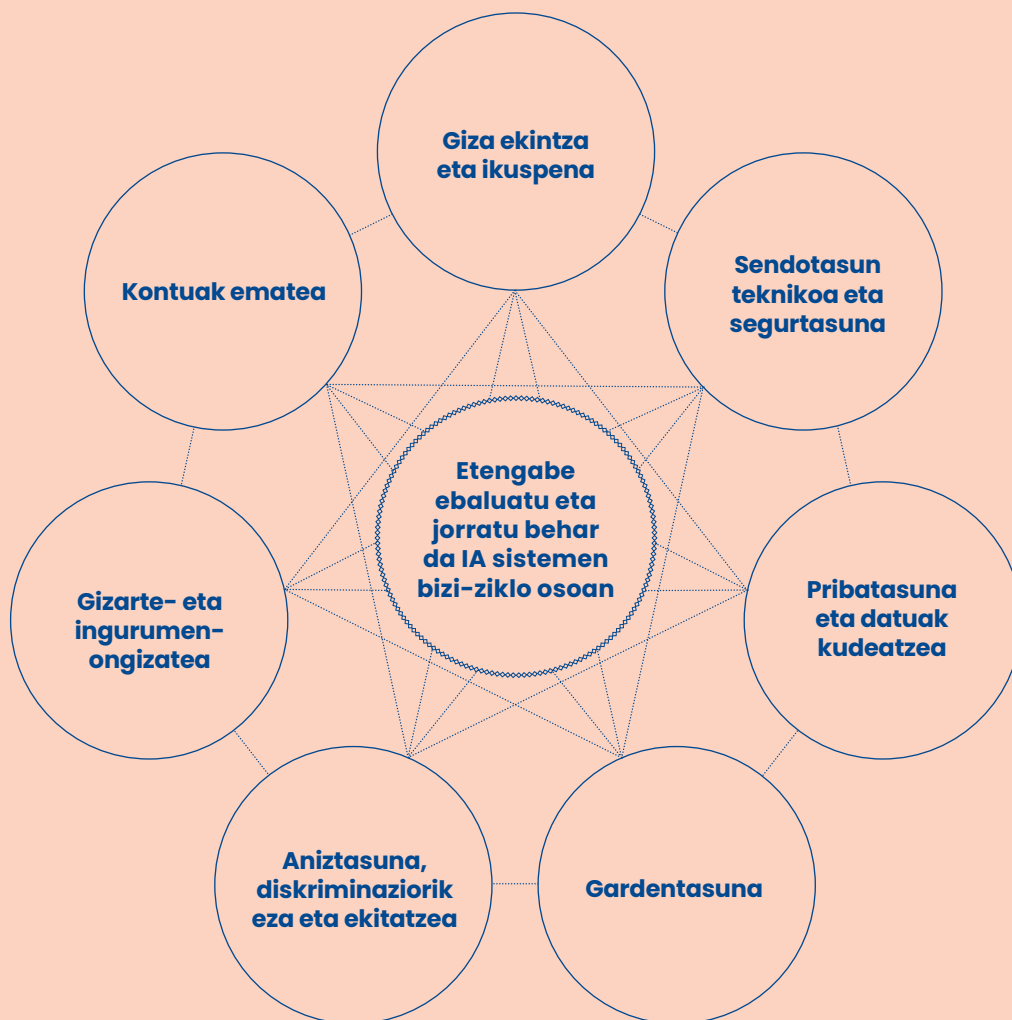 Giza ekintza
eta ikuspena
Sendotasun
teknikoa eta
segurtasuna
Kontuak ematea
Etengabe
ebaluatu eta
jorratu behar
da IA sistemen
bizi-ziklo osoan
Pribatasuna
eta datuak
kudeatzea
Gizarte- eta
ingurumen-
ongizatea
Aniztasuna,
diskriminaziorik
eza eta ekitatzea
Gardentasuna